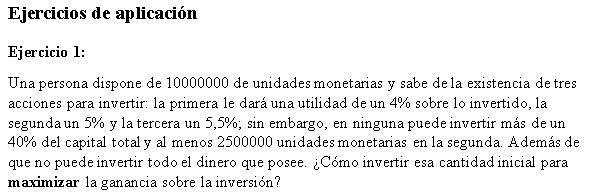 Ejercicios de aplicación
Ejercicio 1:
Una persona dispone de 10000000 de unidades monetarias y sabe de la existencia de tres
acciones para invertir: la primera le dará una utilidad de un 4% sobre lo invertido, la
segunda un 5% y la tercera un 5,5%; sin embargo, en ninguna puede invertir más de un
40% del capital total y al menos 2500000 unidades monetarias en la segunda. Además de
que no puede invertir todo el dinero que posee. ¿Cómo invertir esa cantidad inicial para
maximizar la ganancia sobre la inversión?